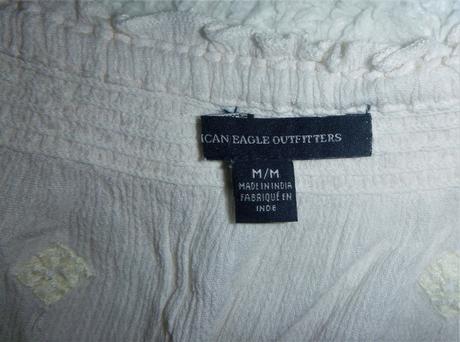 ICAN EAGLE OUTFITTERS
M/M
MADE IN INDIA
FABRIQUÉ EN
INDE